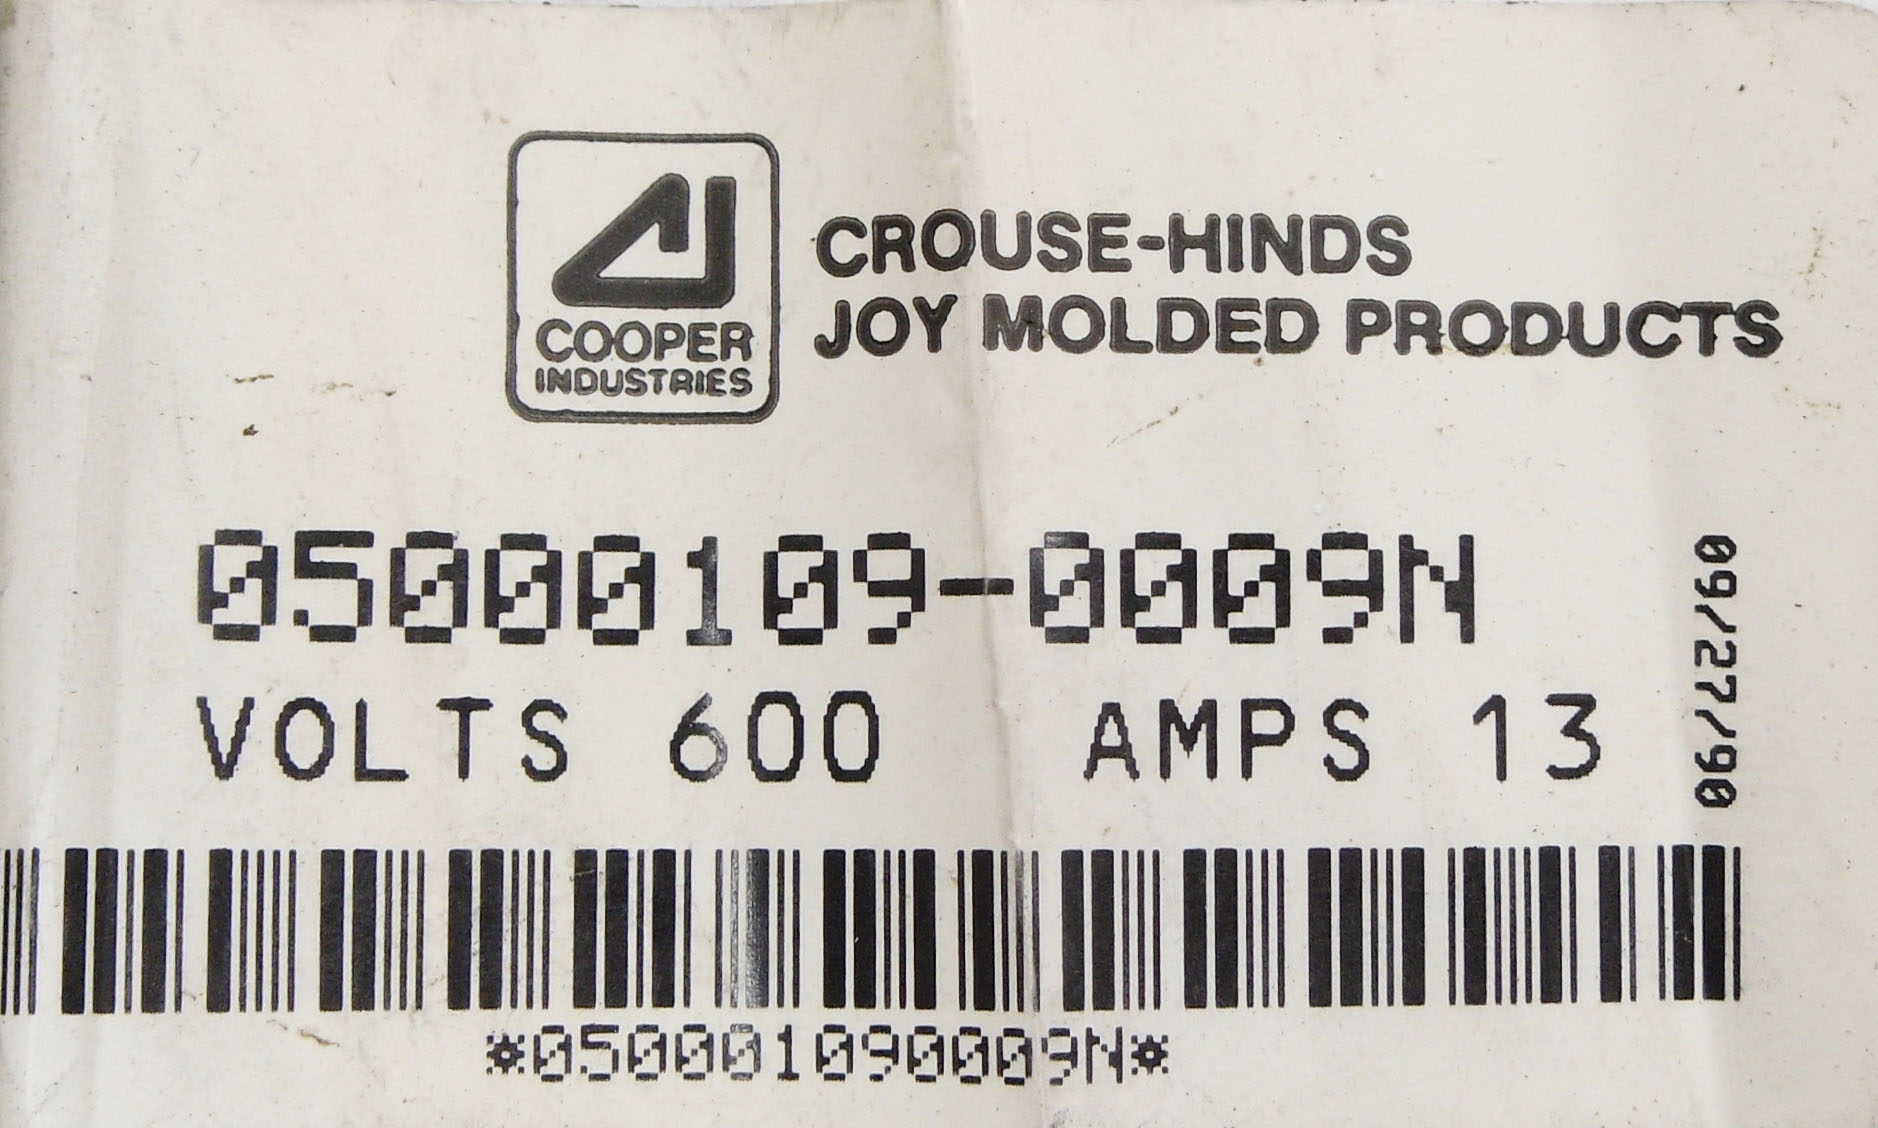 COOPER
INDUSTRIES
CROUSE-HINDS
JOY MOLDED PRODUCTS
05000109-0009N
VOLTS 600 AMPS 13
09/27/90
*050001090009N*